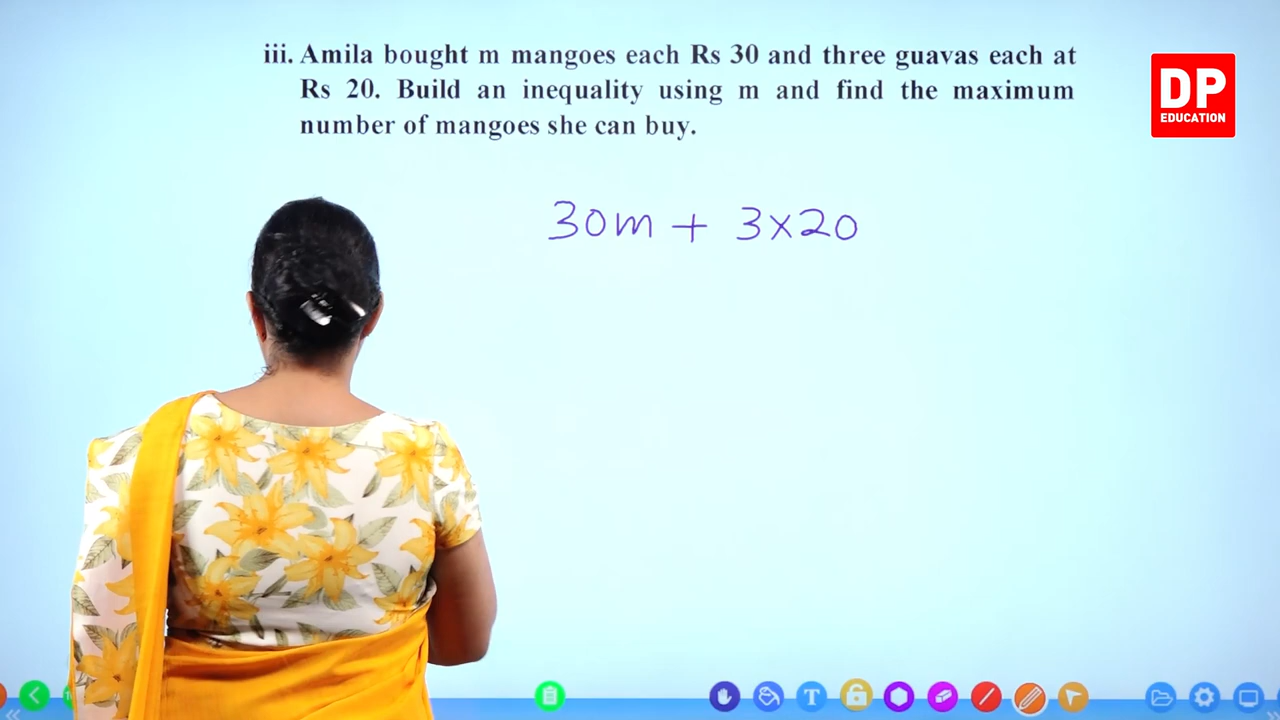 iii. Amila bought m mangoes each Rs 30 and three guavas each at
Rs 20. Build an inequality using m and find the maximum
number of mangoes she can buy.
DP
EDUCATION
30m + 3x20
T